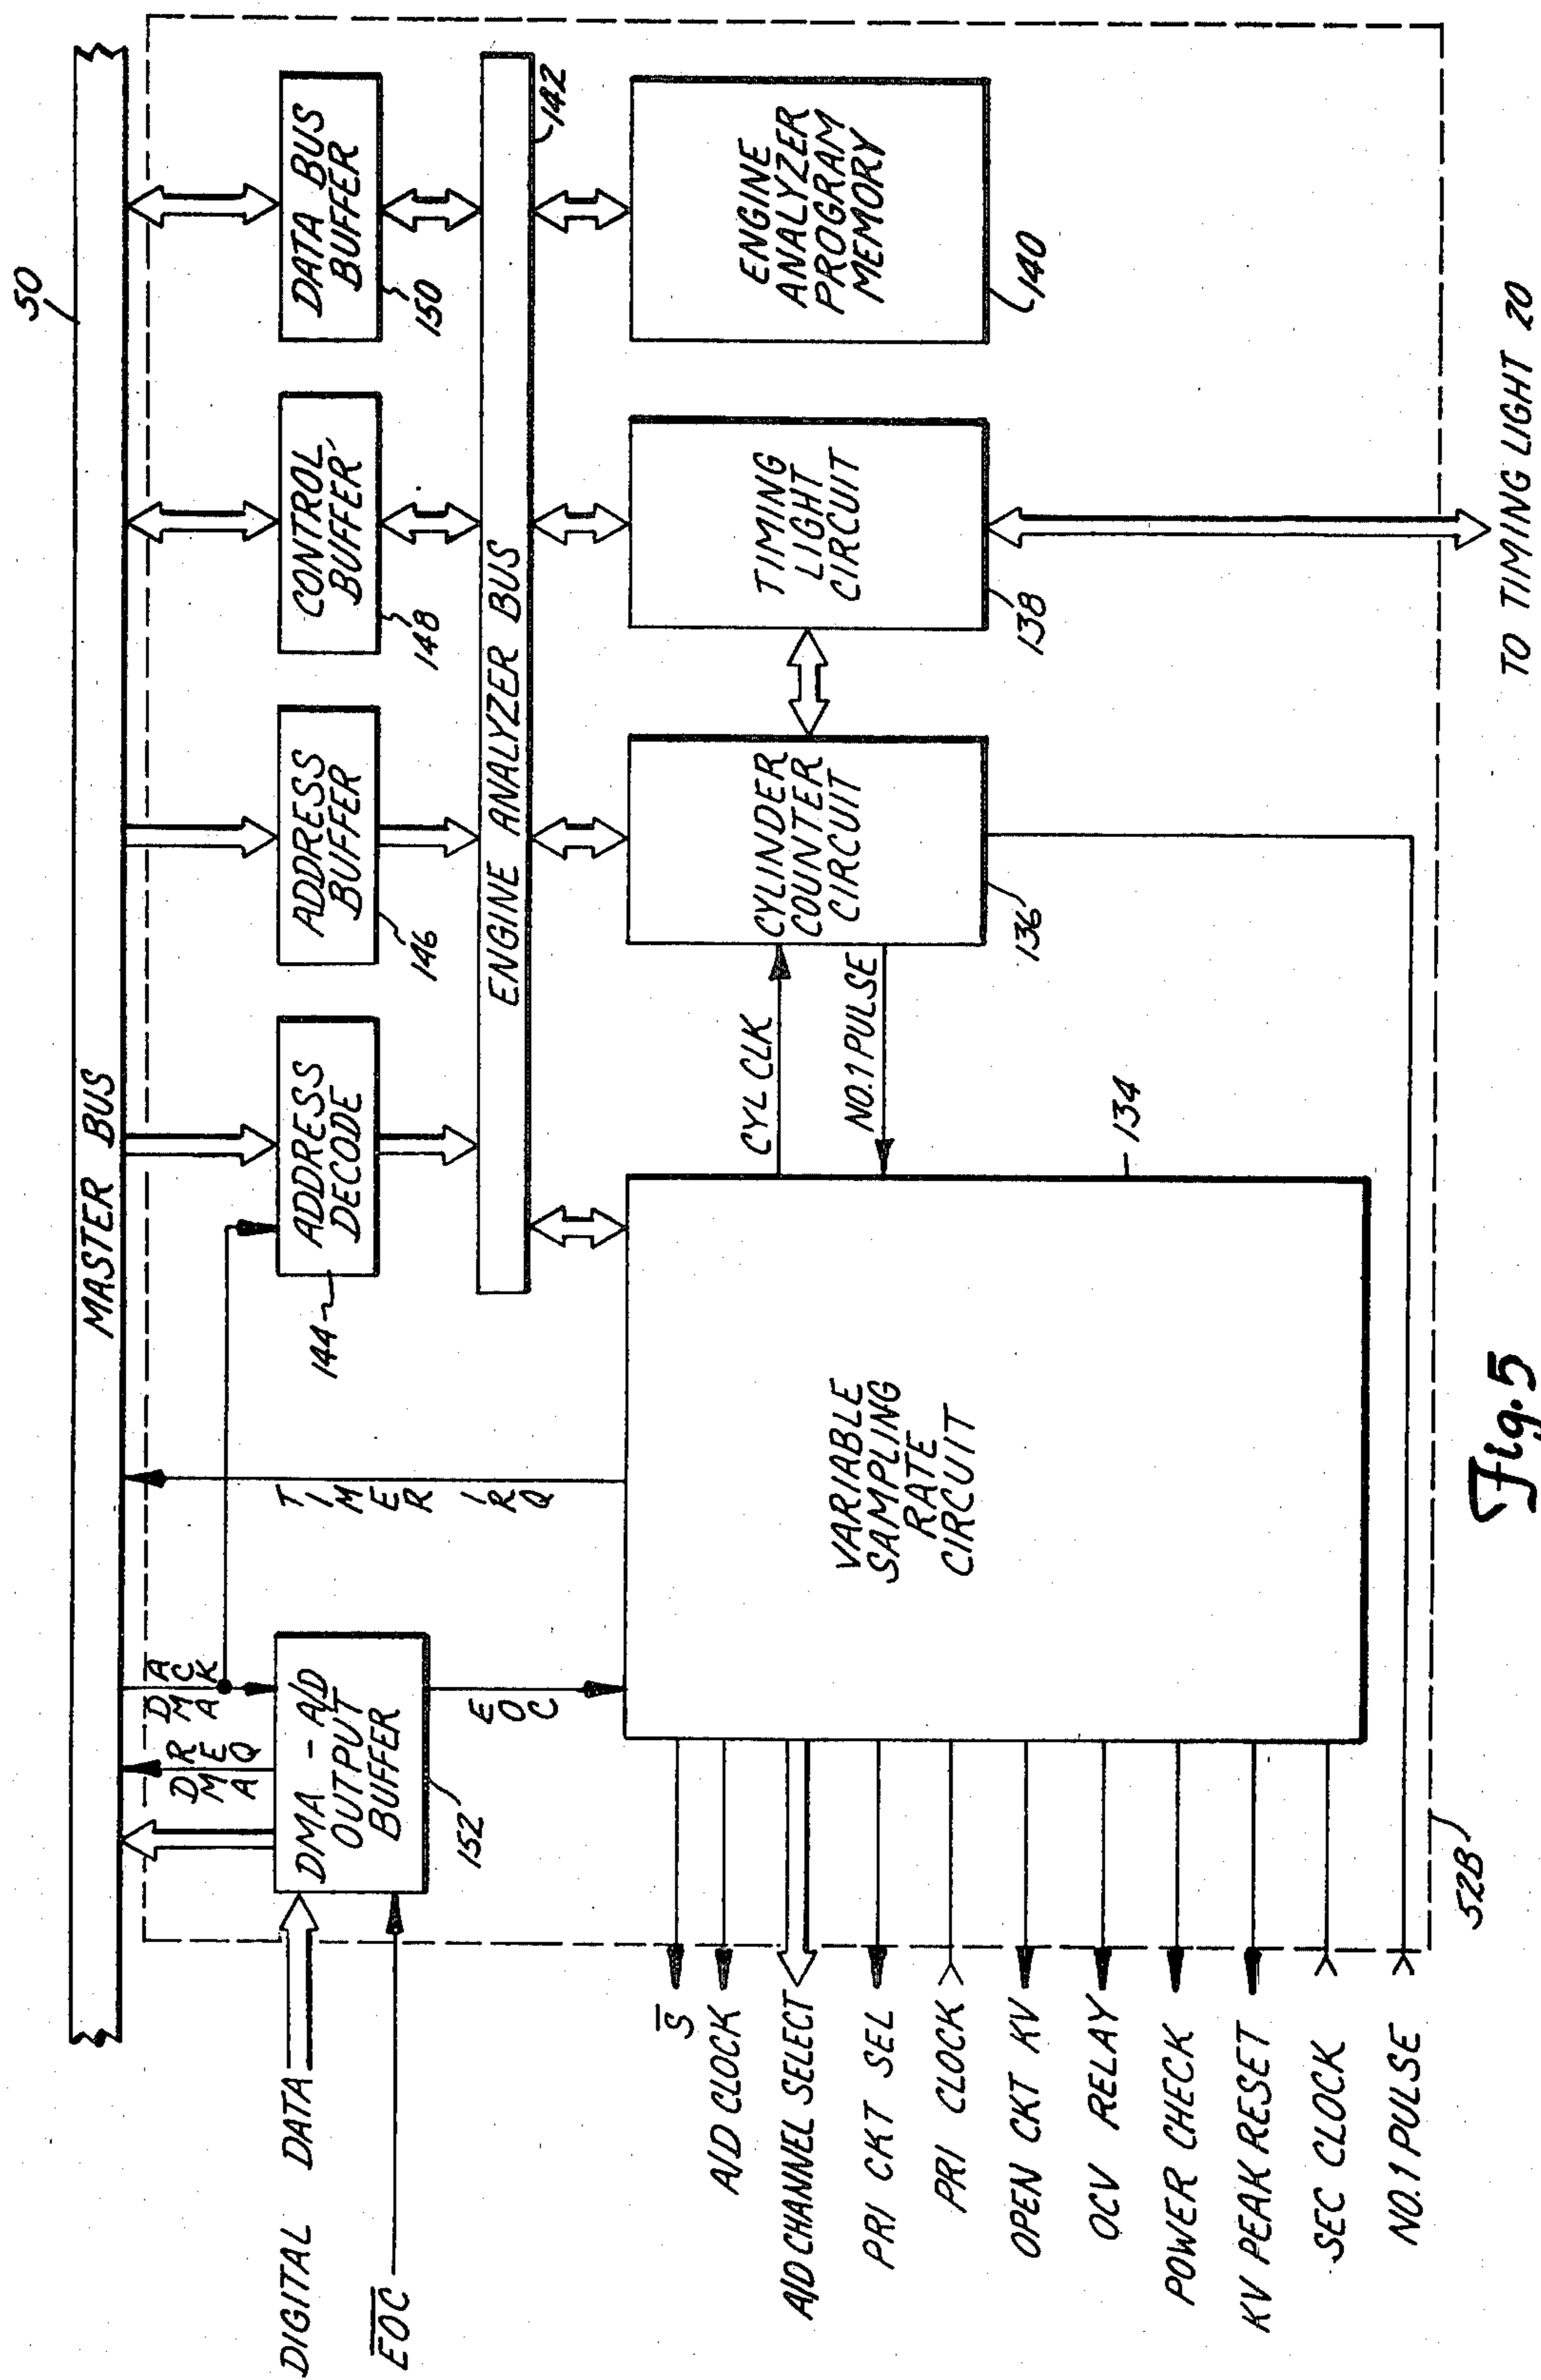 50
MASTER BUS
DMA REQ
DMA ACK
TIMER IRQ
DIGITAL DATA
EOC
DMA - A/D
OUTPUT
BUFFER
152
EOC
ADDRESS
DECODE
144
ADDRESS
BUFFER
146
CONTROL
BUFFER
148
DATA BUS
BUFFER
150
ENGINE ANALYZER BUS
142
VARIABLE
SAMPLING
RATE
CIRCUIT
134
CYL CLK
NO.1 PULSE
CYLINDER
COUNTER
CIRCUIT
136
TIMING
LIGHT
CIRCUIT
138
ENGINE
ANALYZER
PROGRAM
MEMORY
140
S
A/D CLOCK
A/D CHANNEL SELECT
PRI CKT SEL
PRI CLOCK
OPEN CKT KV
OCV RELAY
POWER CHECK
KV PEAK RESET
SEC CLOCK
NO.1 PULSE
52B
TO TIMING LIGHT 20
Fig. 5